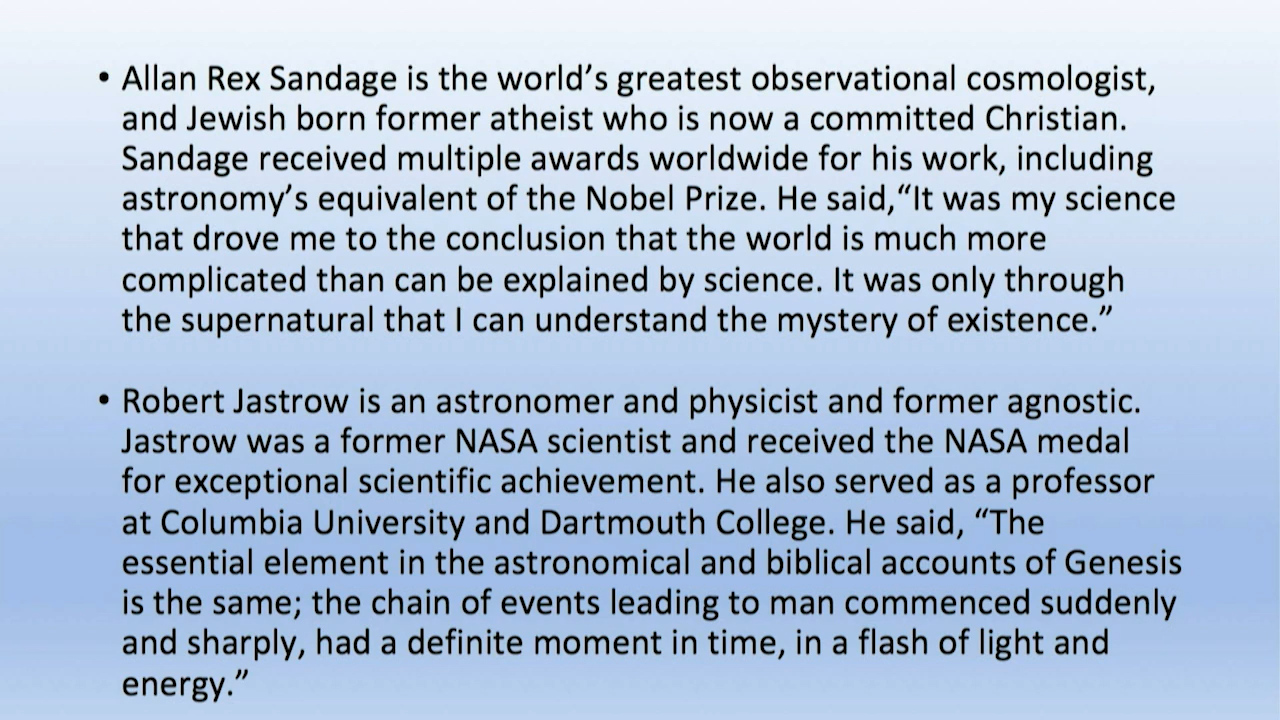 • Allan Rex Sandage is the world’s greatest observational cosmologist,
and Jewish born former atheist who is now a committed Christian.
Sandage received multiple awards worldwide for his work, including
astronomy’s equivalent of the Nobel Prize. He said,“It was my science
that drove me to the conclusion that the world is much more
complicated than can be explained by science. It was only through
the supernatural that I can understand the mystery of existence.”
• Robert Jastrow is an astronomer and physicist and former agnostic.
Jastrow was a former NASA scientist and received the NASA medal
for exceptional scientific achievement. He also served as a professor
at Columbia University and Dartmouth College. He said, “The
essential element in the astronomical and biblical accounts of Genesis
is the same; the chain of events leading to man commenced suddenly
and sharply, had a definite moment in time, in a flash of light and
energy.”